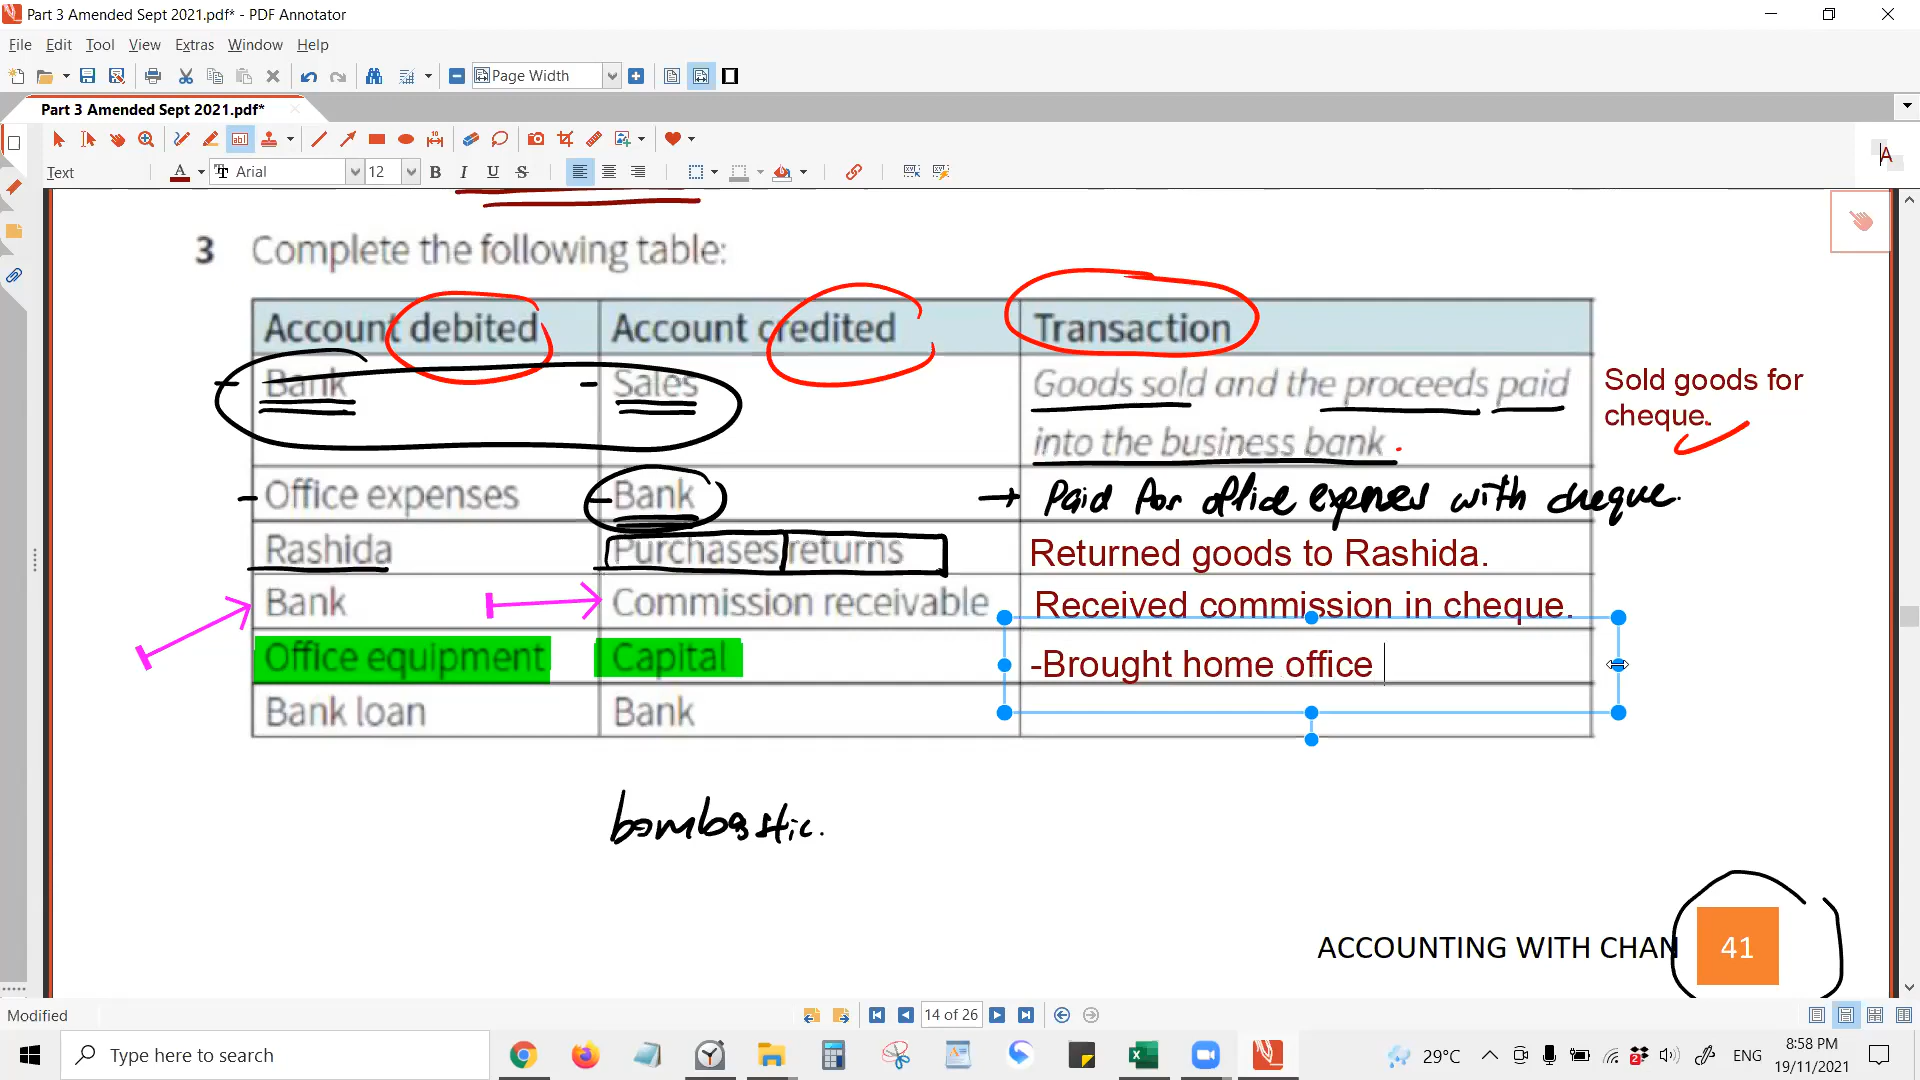 Part 3 Amended Sept 2021.pdf* - PDF Annotator
File Edit Tool View Extras Window Help
Page Width
Part 3 Amended Sept 2021.pdf*
Text A Arial 12 B I U S
3 Complete the following table:
Account debited Account credited Transaction
Bank Sales Goods sold and the proceeds paid
into the business bank.
Sold goods for
cheque.
Office expenses Bank → Paid for office expenses with cheque.
Rashida Purchases returns Returned goods to Rashida.
Bank Commission receivable Received commission in cheque.
Office equipment Capital -Brought home office
Bank loan Bank
bombastic.
ACCOUNTING WITH CHAN 41
Modified 14 of 26
Type here to search 29°C ENG 8:58 PM
19/11/2021